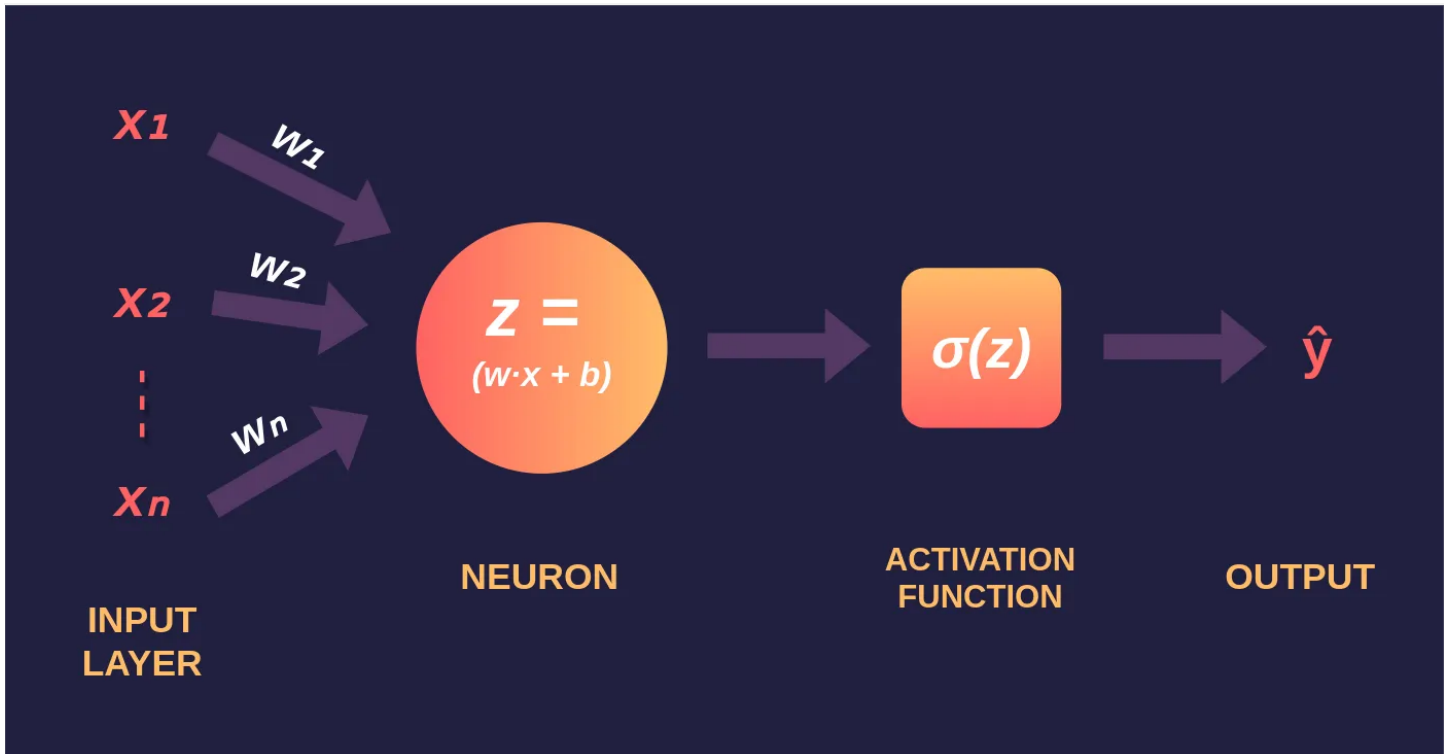 X1
W1
X2
W2
Xn
Wn
z =
(w·x + b)
σ(z)
ŷ
INPUT
LAYER
NEURON
ACTIVATION
FUNCTION
OUTPUT